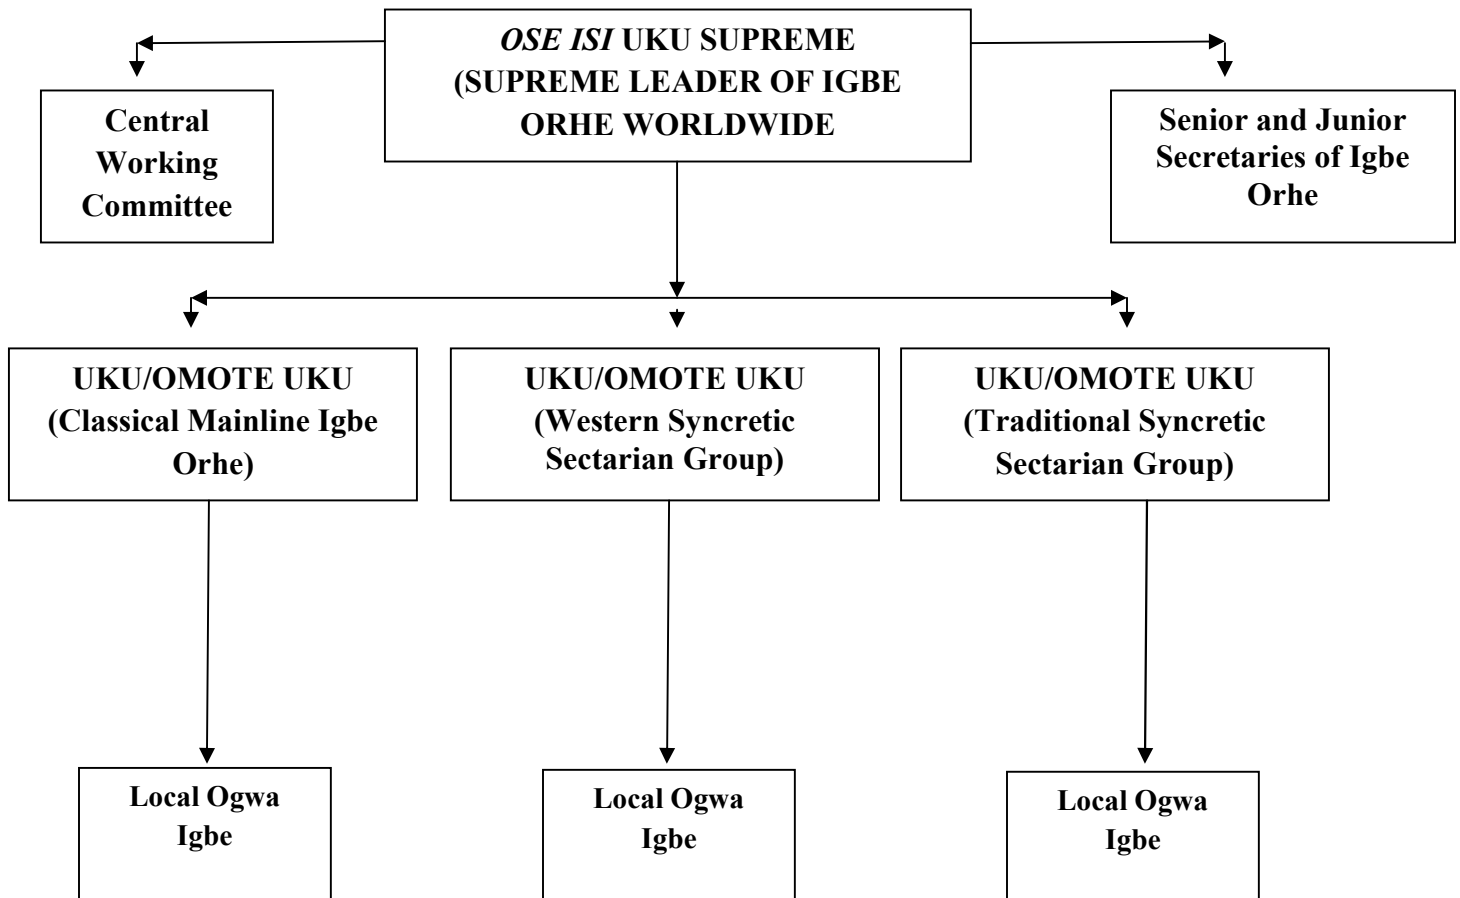 OSE ISI UKU SUPREME
(SUPREME LEADER OF IGBE
ORHE WORLDWIDE
Central
Working
Committee
Senior and Junior
Secretaries of Igbe
Orhe
UKU/OMOTE UKU
(Classical Mainline Igbe
Orhe)
UKU/OMOTE UKU
(Western Syncretic
Sectarian Group)
UKU/OMOTE UKU
(Traditional Syncretic
Sectarian Group)
Local Ogwa
Igbe
Local Ogwa
Igbe
Local Ogwa
Igbe